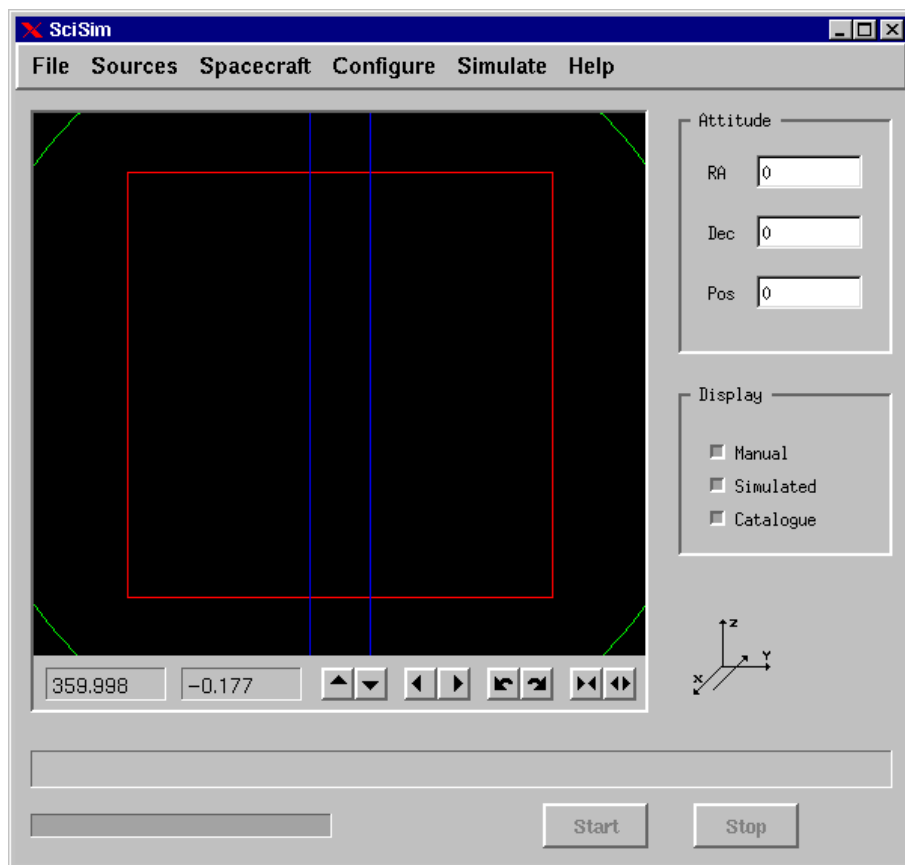 SciSim
File Sources Spacecraft Configure Simulate Help
Attitude
RA 0
Dec 0
Pos 0
Display
Manual
Simulated
Catalogue
Z
Y
X
359.998 -0.177
Start Stop